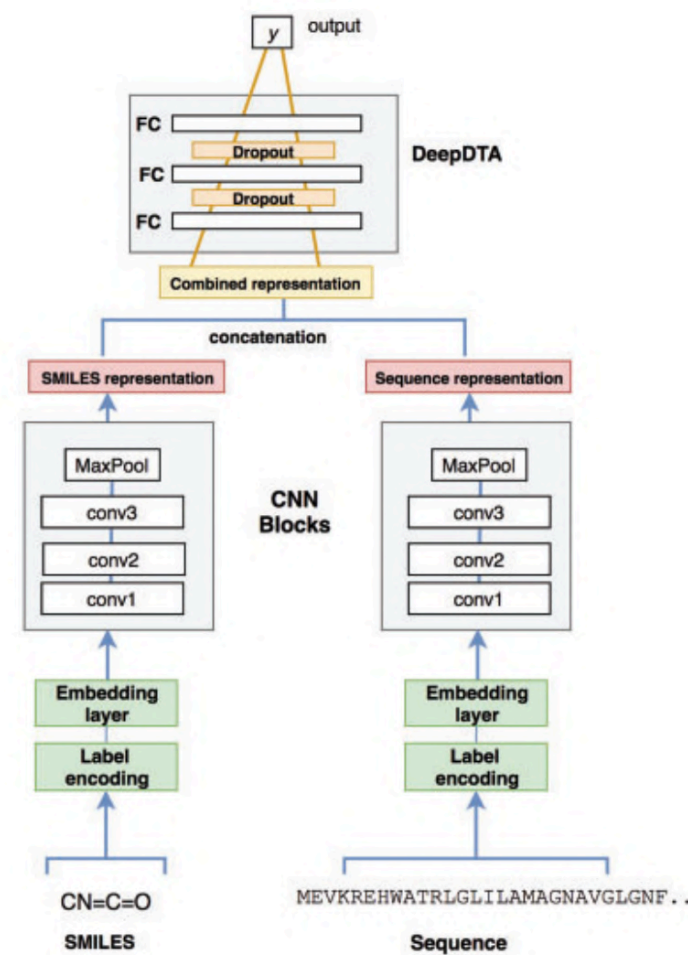 y output
FC
Dropout
FC
Dropout
FC
DeepDTA
Combined representation
concatenation
SMILES representation
Sequence representation
MaxPool
conv3
conv2
conv1
CNN
Blocks
MaxPool
conv3
conv2
conv1
Embedding
layer
Label
encoding
Embedding
layer
Label
encoding
CN=C=O
SMILES
MEVKREHWATRLGLILAMAGNAVGLGNF..
Sequence